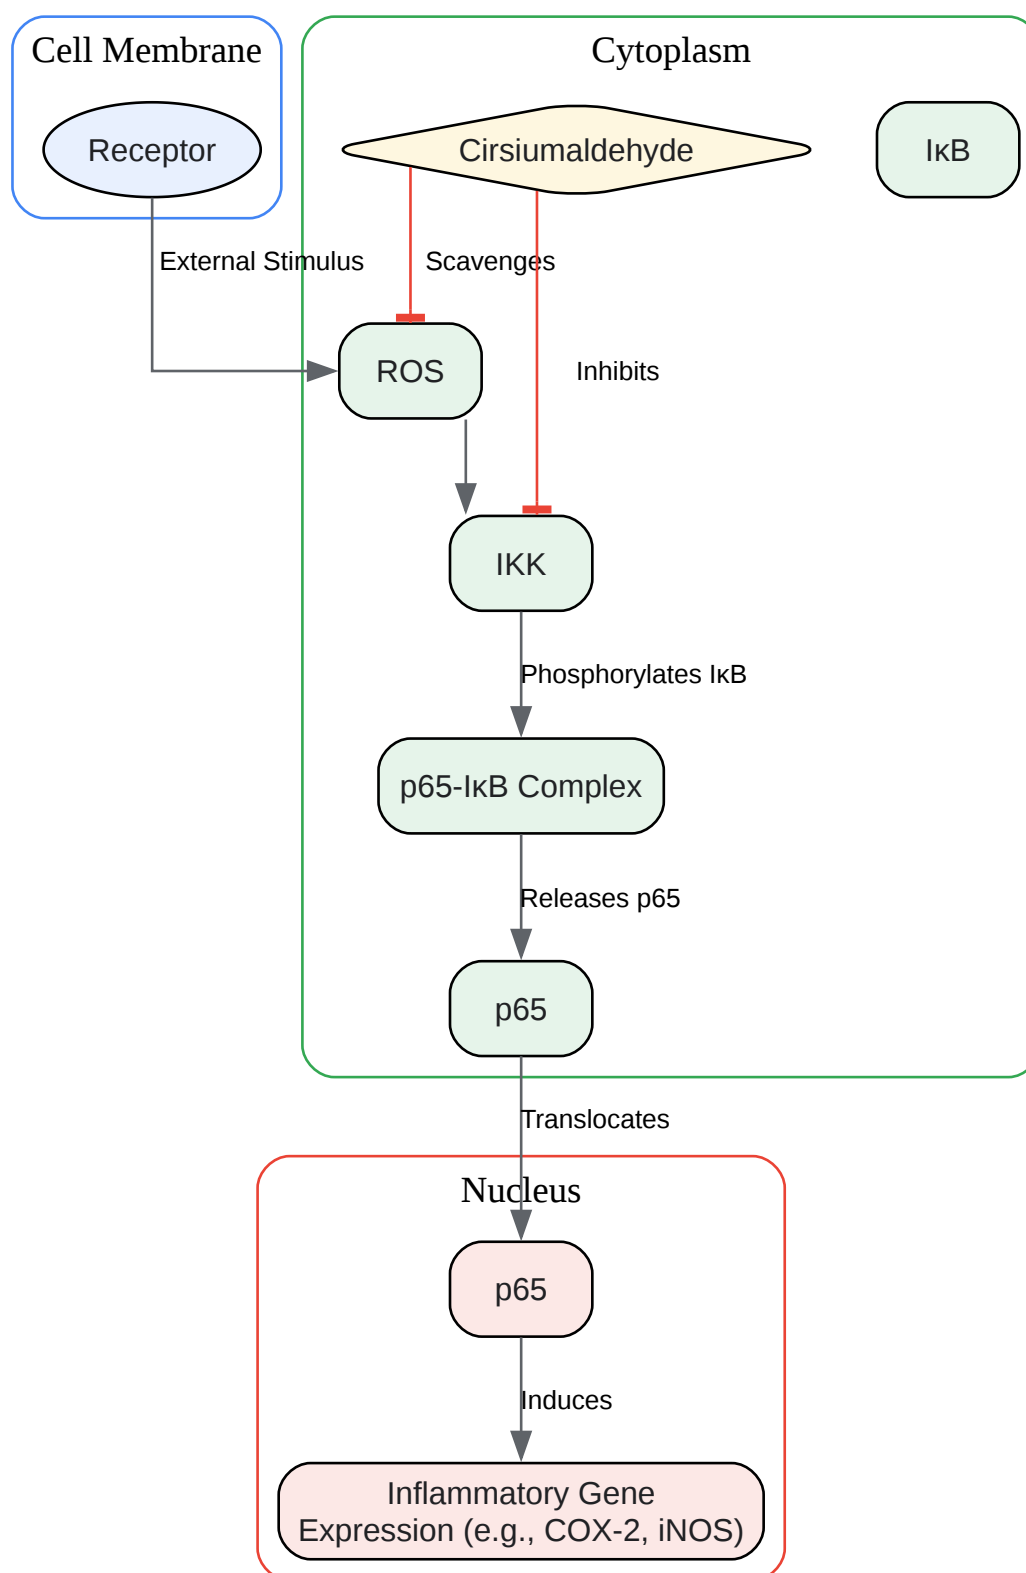 Cell Membrane
Cytoplasm
Receptor
Cirsiumaldehyde
IκB
External Stimulus
Scavenges
ROS
Inhibits
IKK
Phosphorylates IκB
p65-IκB Complex
Releases p65
p65
Translocates
Nucleus
p65
Induces
Inflammatory Gene
Expression (e.g., COX-2, iNOS)